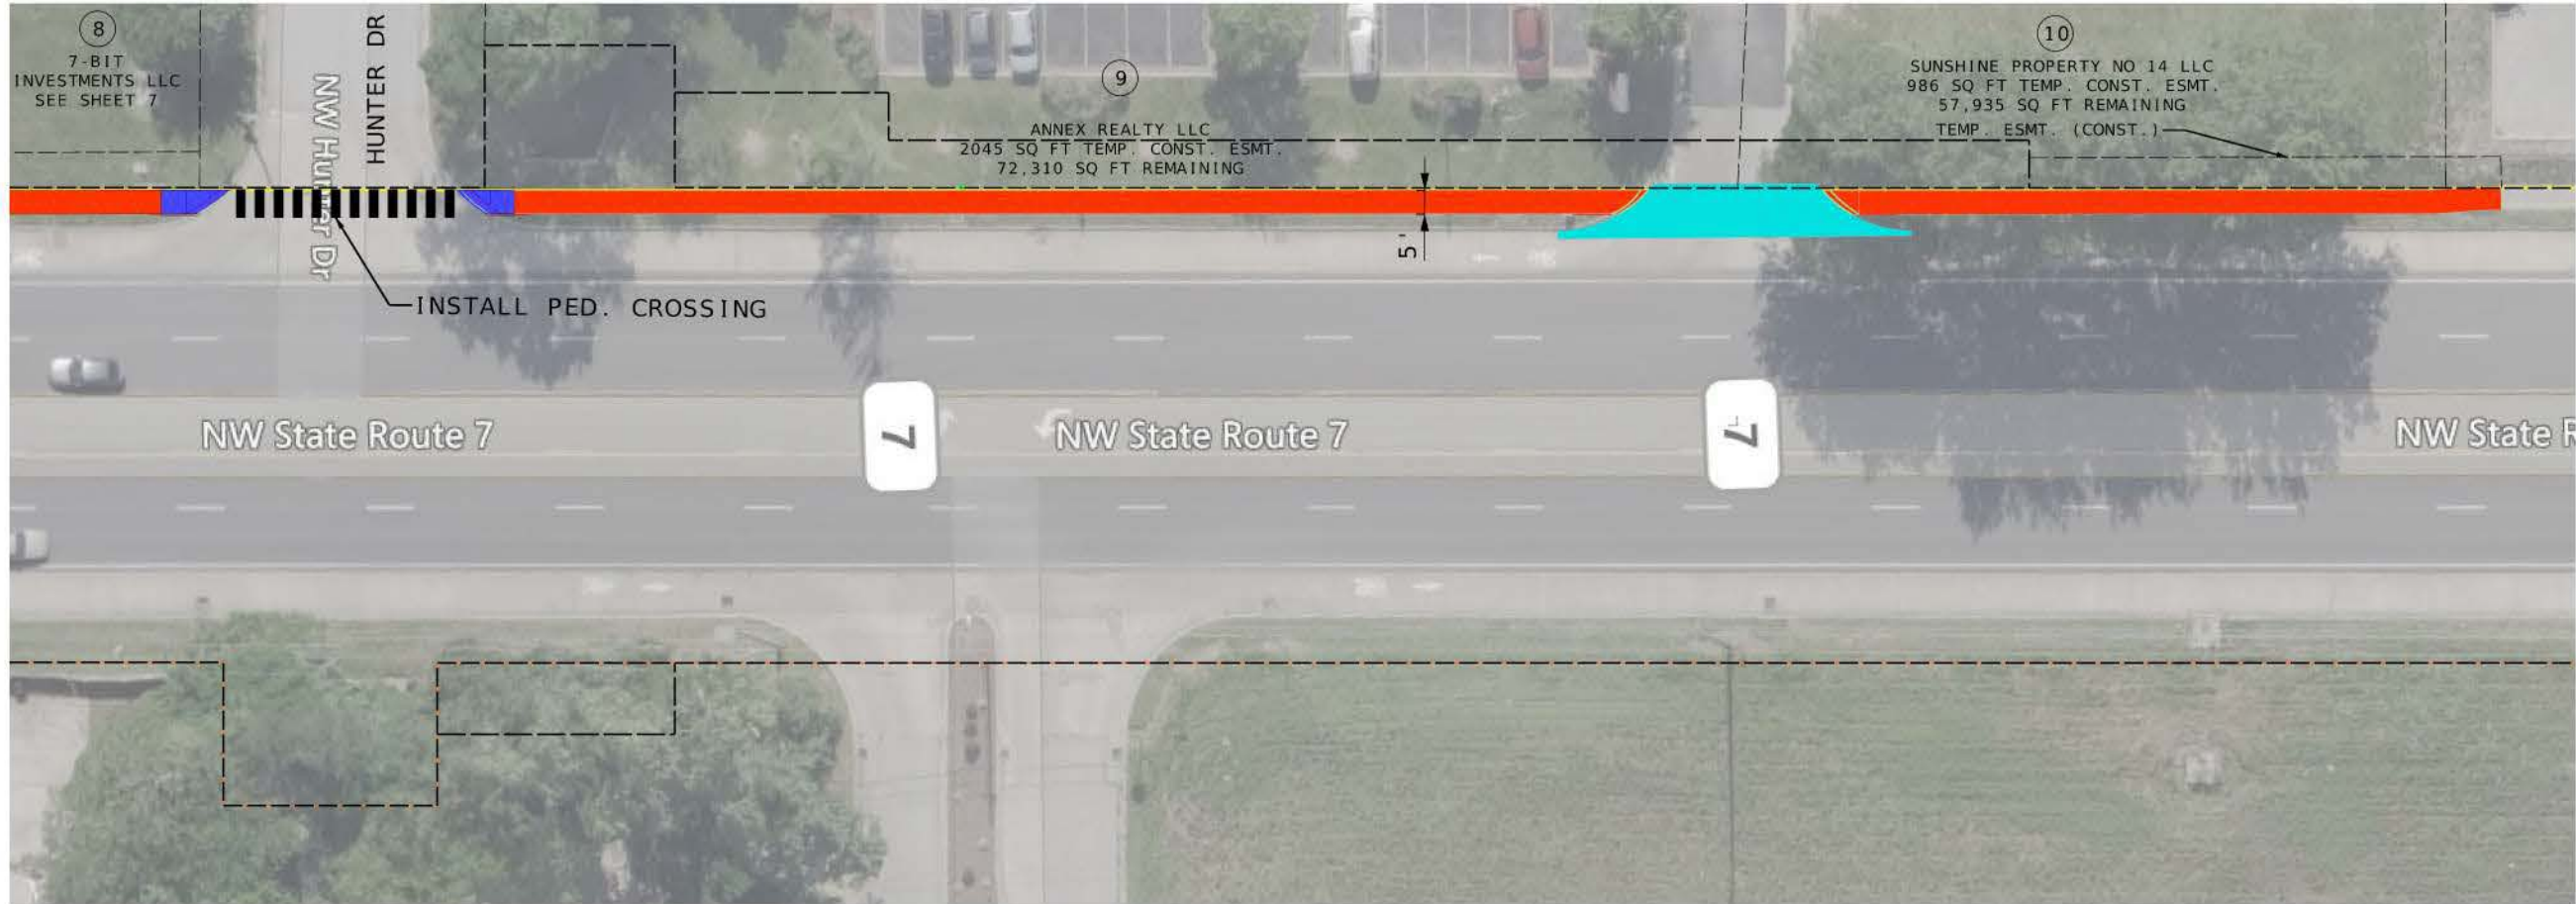 8
7-BIT
INVESTMENTS LLC
SEE SHEET 7
NW Hunter Dr
HUNTER DR
9
ANNEX REALTY LLC
2045 SQ FT TEMP. CONST. ESMT.
72,310 SQ FT REMAINING
10
SUNSHINE PROPERTY NO 14 LLC
986 SQ FT TEMP. CONST. ESMT.
57,935 SQ FT REMAINING
TEMP. ESMT. (CONST.)
5'
INSTALL PED. CROSSING
NW State Route 7
7
NW State Route 7
7
NW State R